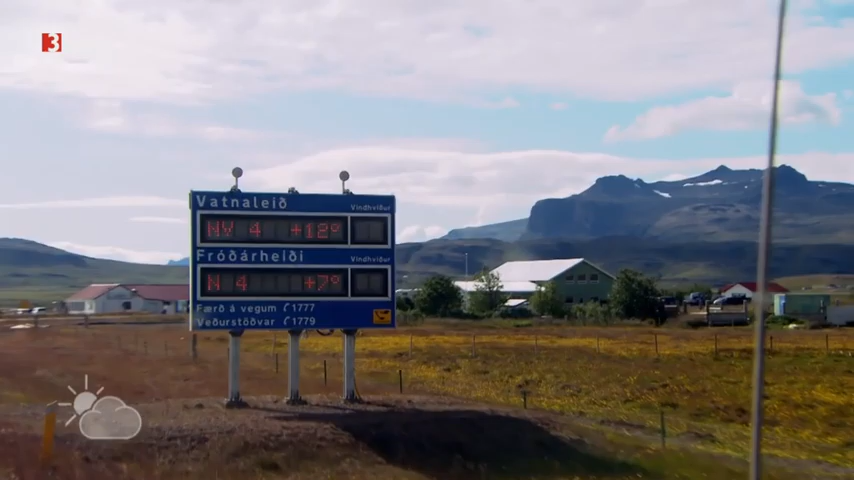 3
Vatnaleið Vindhviður
NV 4 +12°
Fróðárheiði Vindhviður
N 4 +7°
Færð á vegum ✆1777
Veðurstöðvar ✆1779